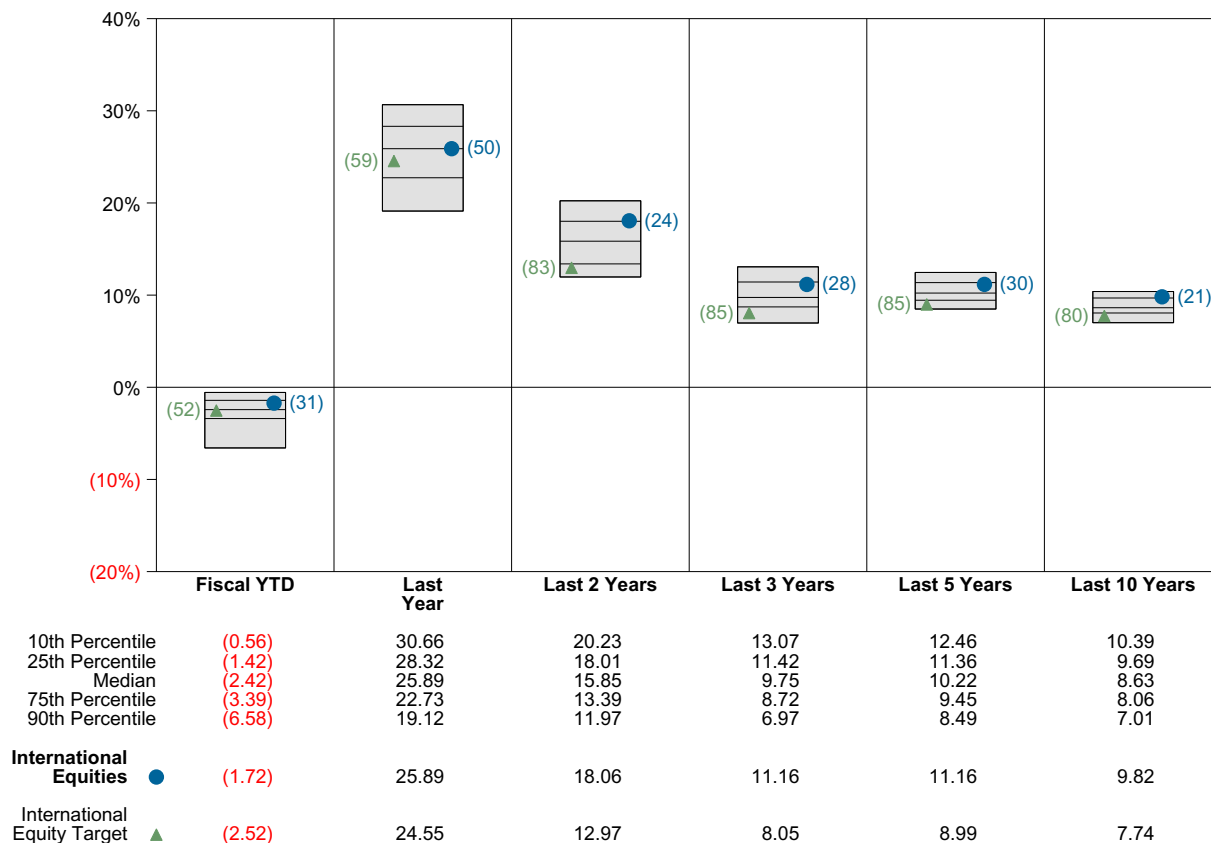 40%
30%
20%
10%
0%
(10%)
(20%)
(52)
(31)
(59)
(50)
(83)
(24)
(85)
(28)
(85)
(30)
(80)
(21)
Fiscal YTD Last Year Last 2 Years Last 3 Years Last 5 Years Last 10 Years
10th Percentile (0.56) 30.66 20.23 13.07 12.46 10.39
25th Percentile (1.42) 28.32 18.01 11.42 11.36 9.69
Median (2.42) 25.89 15.85 9.75 10.22 8.63
75th Percentile (3.39) 22.73 13.39 8.72 9.45 8.06
90th Percentile (6.58) 19.12 11.97 6.97 8.49 7.01
International
Equities (1.72) 25.89 18.06 11.16 11.16 9.82
International
Equity Target (2.52) 24.55 12.97 8.05 8.99 7.74